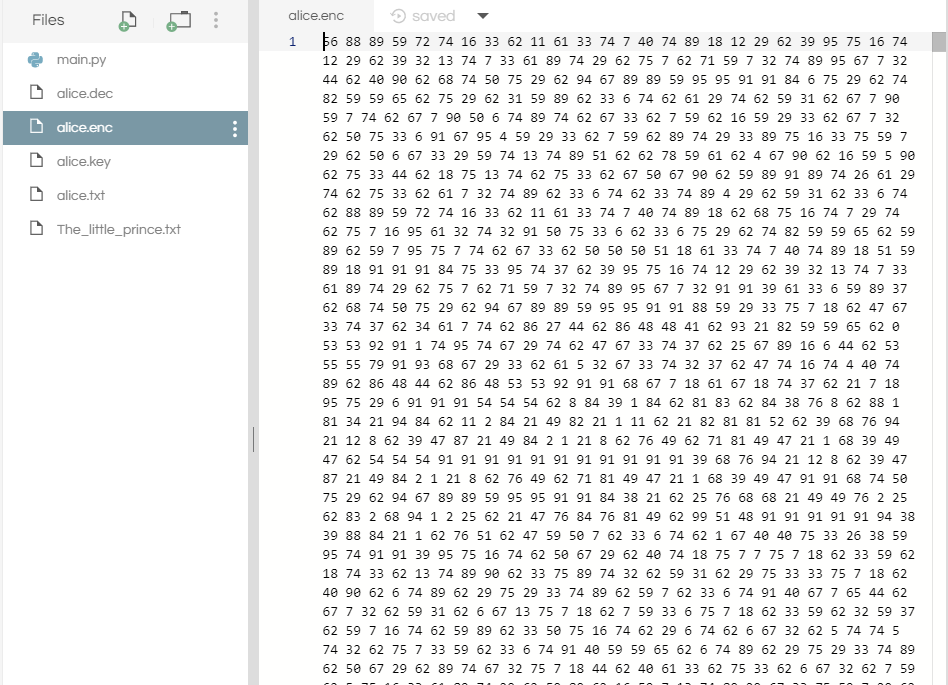 Files
main.py
alice.dec
alice.enc
alice.key
alice.txt
The_little_prince.txt
alice.enc saved
1
56 88 89 59 72 74 16 33 62 11 61 33 74 7 40 74 89 18 12 29 62 39 95 75 16 74
12 29 62 39 32 13 74 7 33 61 89 74 29 62 75 7 62 71 59 7 32 74 89 95 67 7 32
44 62 40 90 62 68 74 50 75 29 62 94 67 89 89 59 95 95 91 91 84 6 75 29 62 74
82 59 59 65 62 75 29 62 31 59 89 62 33 6 74 62 61 29 74 62 59 31 62 67 7 90
59 7 74 62 67 7 90 50 6 74 89 74 62 67 33 62 7 59 62 16 59 29 33 62 67 7 32
62 50 75 33 6 91 67 95 4 59 29 33 62 7 59 62 89 74 29 33 89 75 16 33 75 59 7
29 62 50 6 67 33 29 59 74 13 74 89 51 62 62 78 59 61 62 4 67 90 62 16 59 5 90
62 75 33 44 62 18 75 13 74 62 75 33 62 67 50 67 90 62 59 89 91 89 74 26 61 29
74 62 75 33 62 61 7 32 74 89 62 33 6 74 62 33 74 89 4 29 62 59 31 62 33 6 74
62 88 89 59 72 74 16 33 62 11 61 33 74 7 40 74 89 18 62 68 75 16 74 7 29 74
62 75 7 16 95 61 32 74 32 91 50 75 33 6 62 33 6 75 29 62 74 82 59 59 65 62 59
89 62 59 7 95 75 7 74 62 67 33 62 50 50 50 51 18 61 33 74 7 40 74 89 18 51 59
89 18 91 91 91 84 75 33 95 74 37 62 39 95 75 16 74 12 29 62 39 32 13 74 7 33
61 89 74 29 62 75 7 62 71 59 7 32 74 89 95 67 7 32 91 91 39 61 33 6 59 89 37
62 68 74 50 75 29 62 94 67 89 89 59 95 95 91 91 88 59 29 33 75 7 18 62 47 67
33 74 37 62 34 61 7 74 62 86 27 44 62 86 48 48 41 62 93 21 82 59 59 65 62 0
53 53 92 91 1 74 95 74 67 29 74 62 47 67 33 74 37 62 25 67 89 16 6 44 62 53
55 55 79 91 93 68 67 29 33 62 61 5 32 67 33 74 32 37 62 47 74 16 74 4 40 74
89 62 86 48 44 62 86 48 53 53 92 91 91 68 67 7 18 61 67 18 74 37 62 21 7 18
95 75 29 6 91 91 91 54 54 54 62 8 84 39 1 84 62 81 83 62 84 38 76 8 62 88 1
81 34 21 94 84 62 11 2 84 21 49 82 21 1 11 62 21 82 81 81 52 62 39 68 76 94
21 12 8 62 39 47 87 21 49 84 2 1 21 8 62 76 49 62 71 81 49 47 21 1 68 39 49
47 62 54 54 54 91 91 91 91 91 91 91 91 91 91 91 39 68 76 94 21 12 8 62 39 47
87 21 49 84 2 1 21 8 62 76 49 62 71 81 49 47 21 1 68 39 49 47 91 91 68 74 50
75 29 62 94 67 89 89 59 95 95 91 91 84 38 21 62 25 76 68 68 21 49 49 76 2 25
62 83 2 68 94 1 2 25 62 21 47 76 84 76 81 49 62 99 51 48 91 91 91 91 91 94 38
39 88 84 21 1 62 76 51 62 47 59 50 7 62 33 6 74 62 1 67 40 40 75 33 26 38 59
95 74 91 91 39 95 75 16 74 62 50 67 29 62 40 74 18 75 7 7 75 7 18 62 33 59 62
18 74 33 62 13 74 89 90 62 33 75 89 74 32 62 59 31 62 29 75 33 33 75 7 18 62
40 90 62 6 74 89 62 29 75 29 33 74 89 62 59 7 62 33 6 74 91 40 67 7 65 44 62
67 7 32 62 59 31 62 6 67 13 75 7 18 62 7 59 33 6 75 7 18 62 33 59 62 32 59 37
62 59 7 16 74 62 59 89 62 33 50 75 16 74 62 29 6 74 62 6 67 32 62 5 74 74 5
74 32 62 75 7 33 59 62 33 6 74 91 40 59 59 65 62 33 6 74 89 62 29 75 29 33 74 89
62 50 67 29 62 89 74 67 32 75 7 18 44 62 40 61 33 62 75 33 62 6 67 32 62 7 59